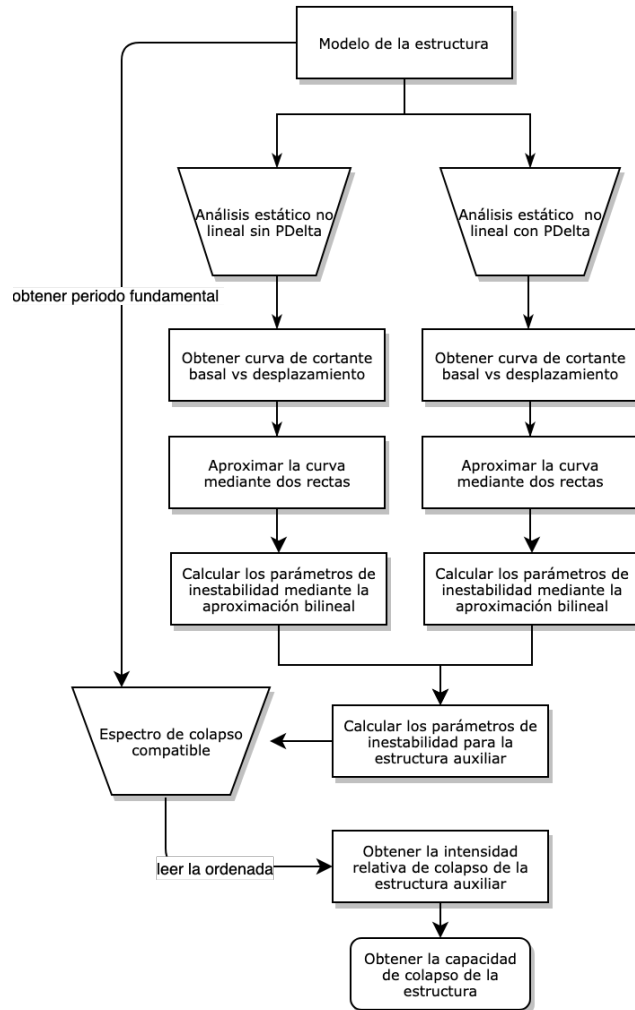 Modelo de la estructura
Análisis estático no
lineal sin PDelta
Análisis estático no
lineal con PDelta
obtener periodo fundamental
Obtener curva de cortante
basal vs desplazamiento
Obtener curva de cortante
basal vs desplazamiento
Aproximar la curva
mediante dos rectas
Aproximar la curva
mediante dos rectas
Calcular los parámetros de
inestabilidad mediante la
aproximación bilineal
Calcular los parámetros de
inestabilidad mediante la
aproximación bilineal
Espectro de colapso
compatible
Calcular los parámetros de
inestabilidad para la
estructura auxiliar
leer la ordenada
Obtener la intensidad
relativa de colapso de la
estructura auxiliar
Obtener la capacidad
de colapso de la
estructura